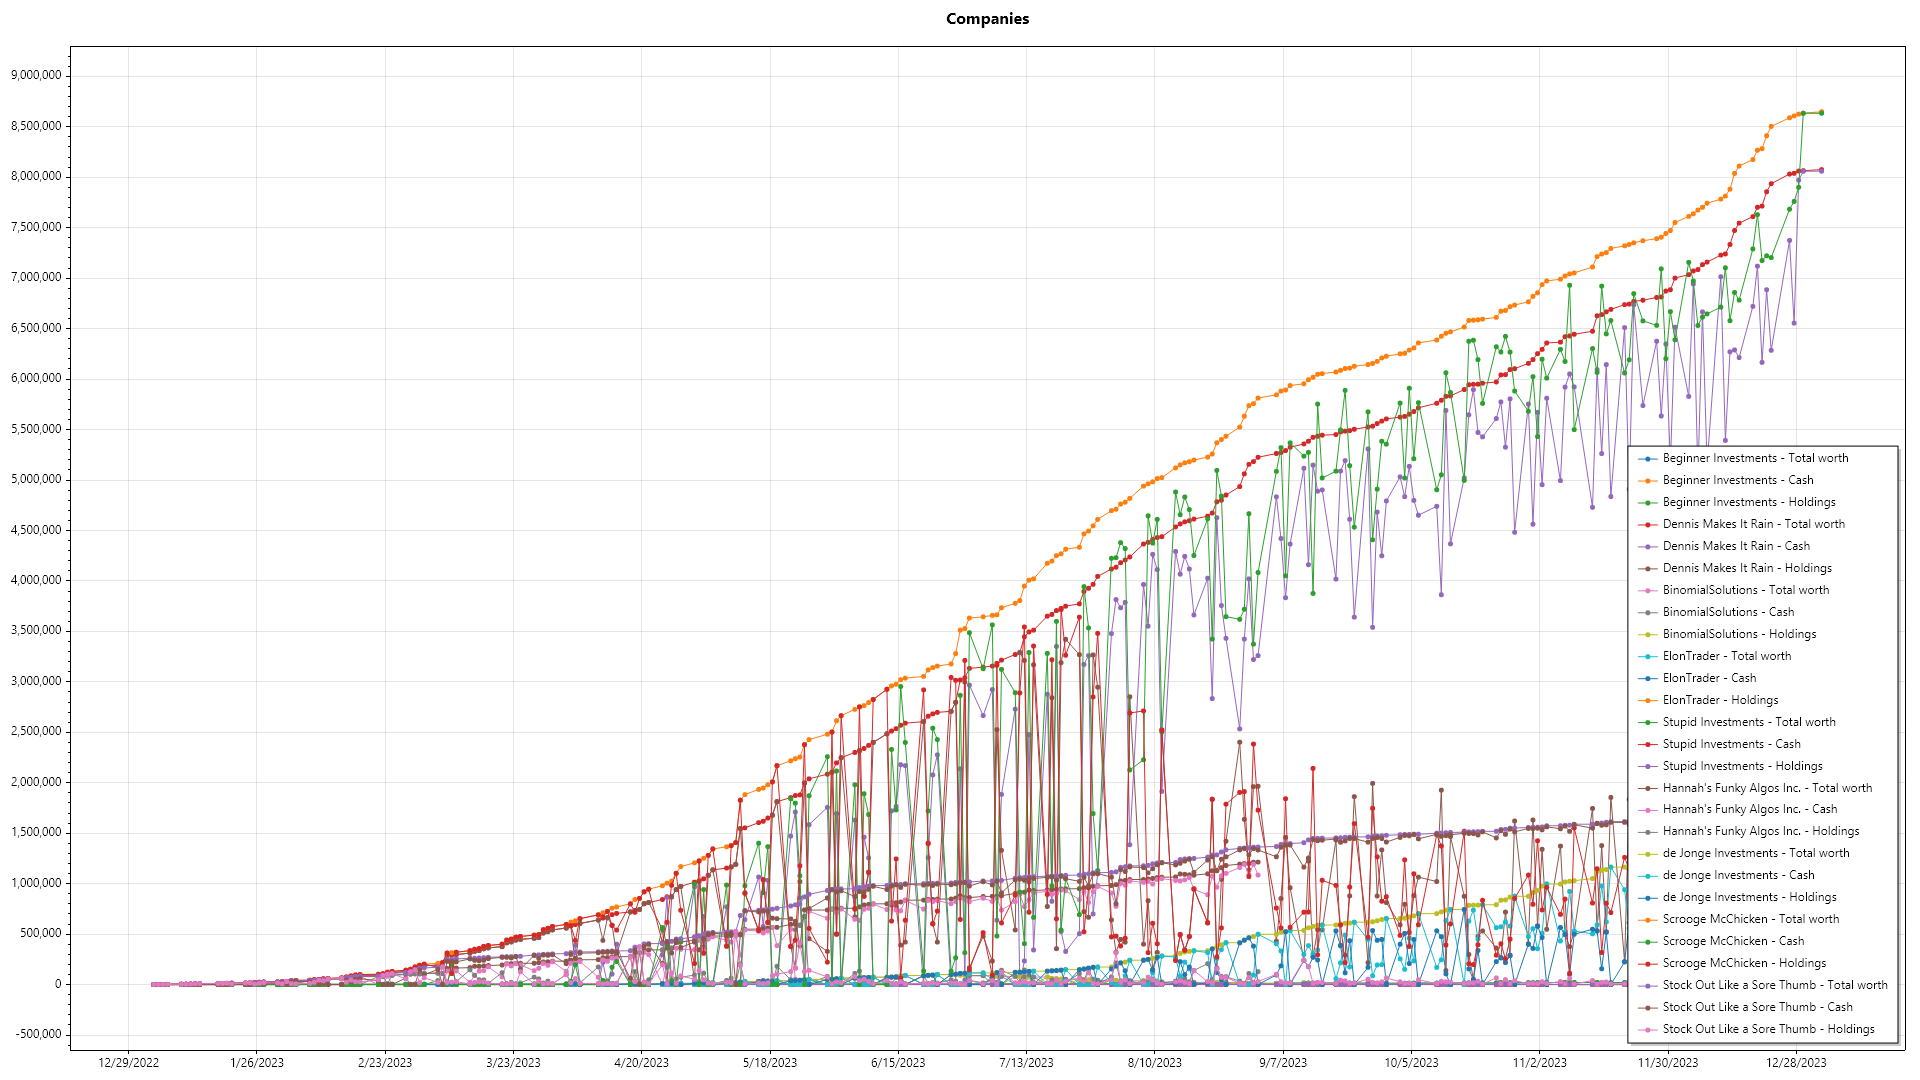 Companies
9,000,000
8,500,000
8,000,000
7,500,000
7,000,000
6,500,000
6,000,000
5,500,000
5,000,000
4,500,000
4,000,000
3,500,000
3,000,000
2,500,000
2,000,000
1,500,000
1,000,000
500,000
0
-500,000
Beginner Investments - Total worth
Beginner Investments - Cash
Beginner Investments - Holdings
Dennis Makes It Rain - Total worth
Dennis Makes It Rain - Cash
Dennis Makes It Rain - Holdings
BinomialSolutions - Total worth
BinomialSolutions - Cash
BinomialSolutions - Holdings
ElonTrader - Total worth
ElonTrader - Cash
ElonTrader - Holdings
Stupid Investments - Total worth
Stupid Investments - Cash
Stupid Investments - Holdings
Hannah's Funky Algos Inc. - Total worth
Hannah's Funky Algos Inc. - Cash
Hannah's Funky Algos Inc. - Holdings
de Jonge Investments - Total worth
de Jonge Investments - Cash
de Jonge Investments - Holdings
Scrooge McChicken - Total worth
Scrooge McChicken - Cash
Scrooge McChicken - Holdings
Stock Out Like a Sore Thumb - Total worth
Stock Out Like a Sore Thumb - Cash
Stock Out Like a Sore Thumb - Holdings
12/29/2022 1/26/2023 2/23/2023 3/23/2023 4/20/2023 5/18/2023 6/15/2023 7/13/2023 8/10/2023 9/7/2023 10/5/2023 11/2/2023 11/30/2023 12/28/2023